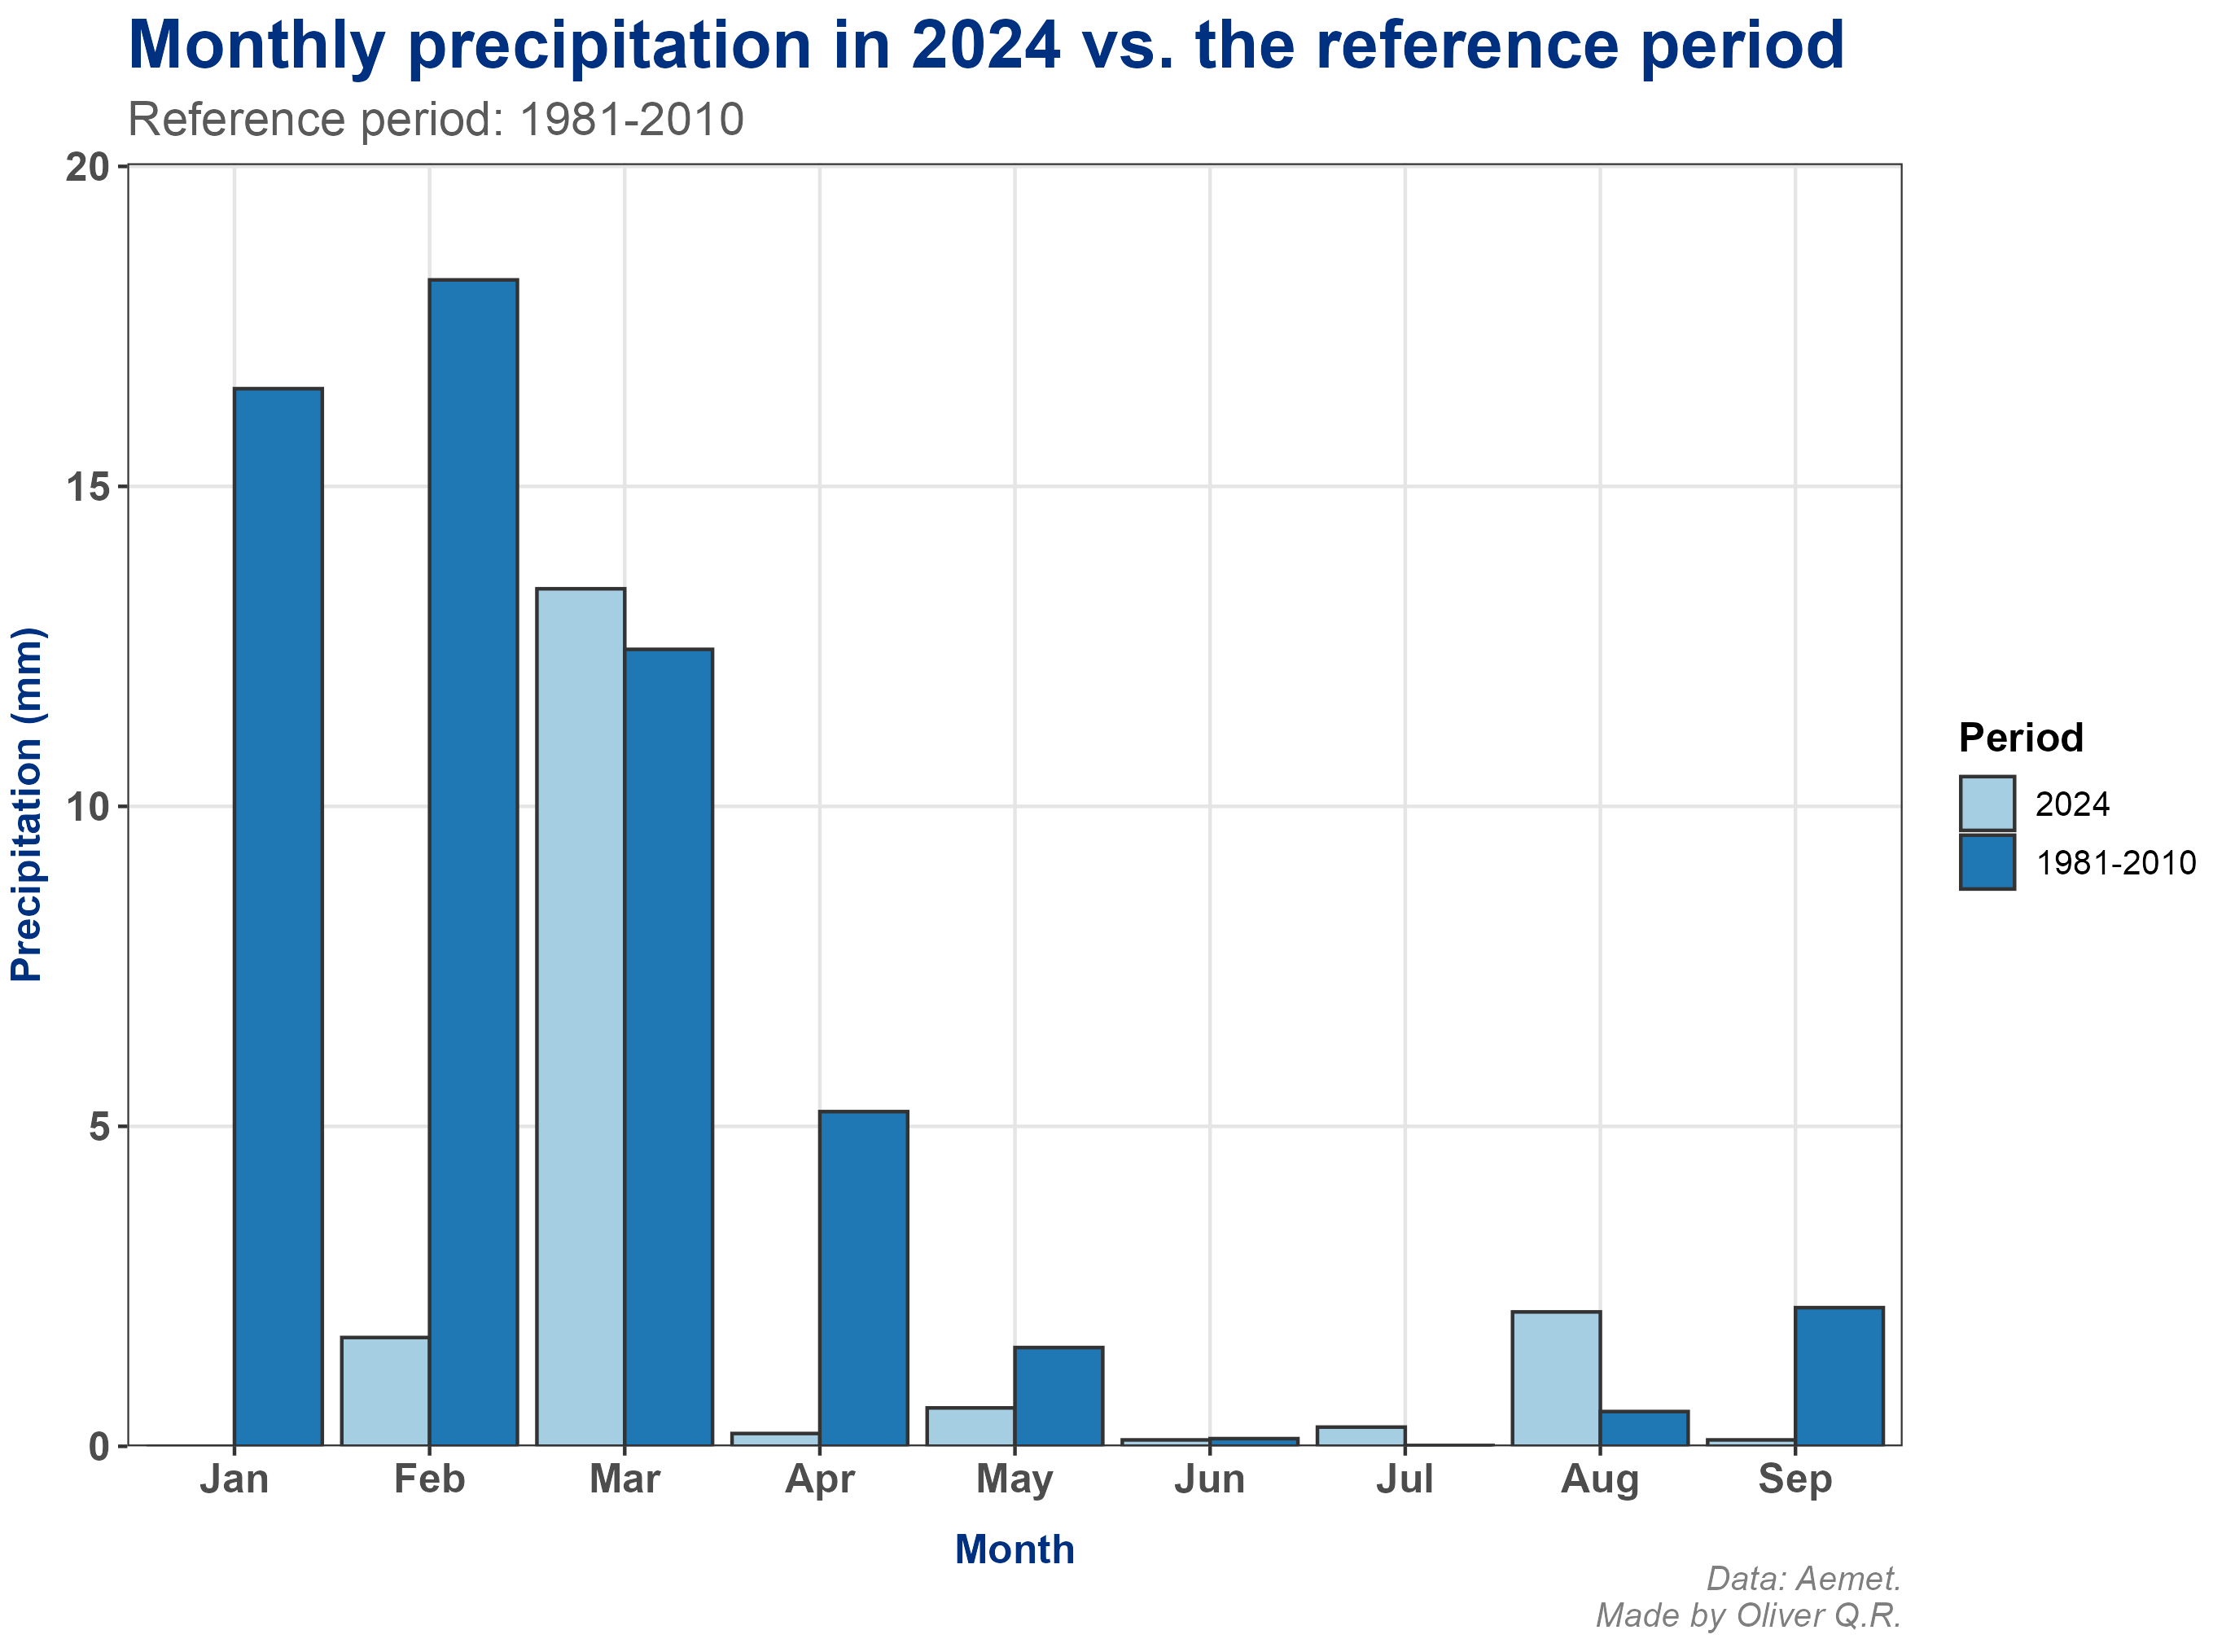 Monthly precipitation in 2024 vs. the reference period
Reference period: 1981-2010
20
15
10
5
0
Precipitation (mm)
Jan Feb Mar Apr May Jun Jul Aug Sep
Month
Period
2024
1981-2010
Data: Aemet.
Made by Oliver Q.R.